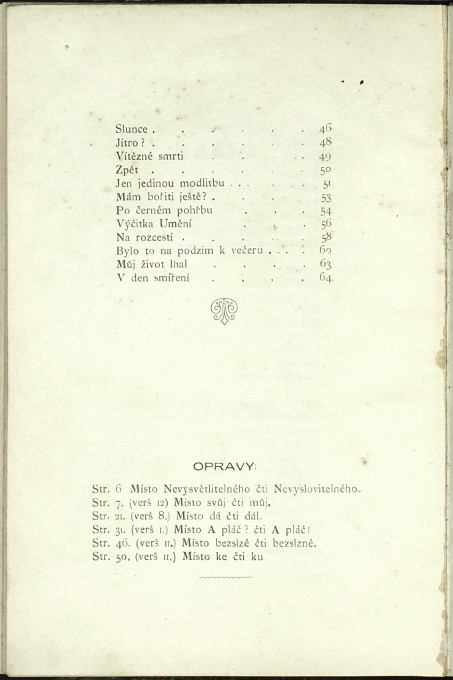 Slunce . . . . . . 46
Jitro? . . . . . . 48
Vítězné smrti . . . . 49
Zpět . . . . . . 50
Jen jedinou modlitbu . . . . . 51
Mám bořiti ještě? . . . . 53
Po černém pohřbu . . . 54
Výčitka Umění . . . 56
Na rozcestí . . . . . 58
Bylo to na podzim k večeru . . . . 60
Můj život lhal . . . . 63
V den smíření . . . . 64
OPRAVY:
Str. 6 Místo Nevysvětlitelného čti Nevyslovitelného.
Str. 7. (verš 12) Místo svůj čti můj.
Str. 21. (verš 8.) Místo dá čti dál.
Str. 31. (verš 1.) Místo A pláč? čti A pláč!
Str. 46. (verš 11.) Místo bezslzé čti bezslzné.
Str. 50. (verš 11.) Místo ke čti ku